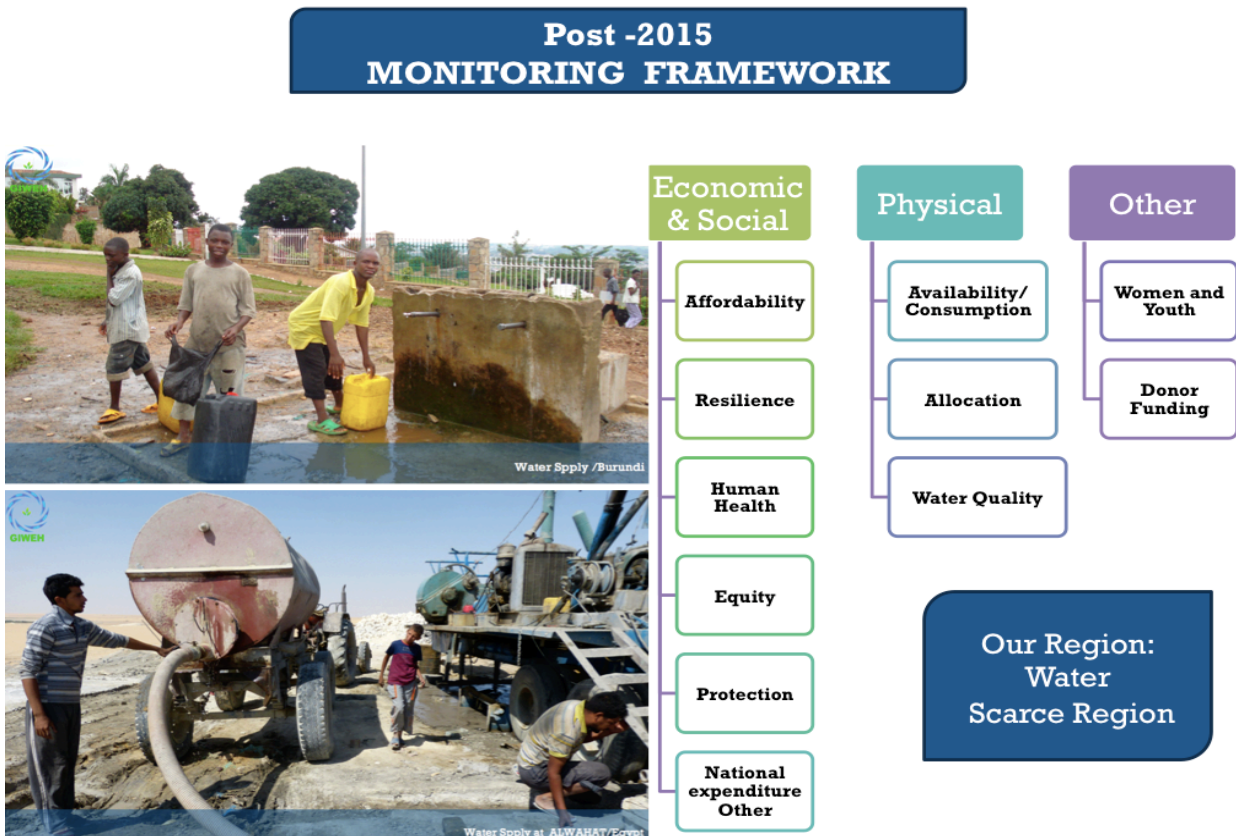 Post -2015
MONITORING FRAMEWORK
GIWEH
Water Spply /Burundi
GIWEH
Water Spply at ALWAHAT/Egypt
Economic
& Social
Affordability
Resilience
Human
Health
Equity
Protection
National
expenditure
Other
Physical
Availability/
Consumption
Allocation
Water Quality
Other
Women and
Youth
Donor
Funding
Our Region:
Water
Scarce Region